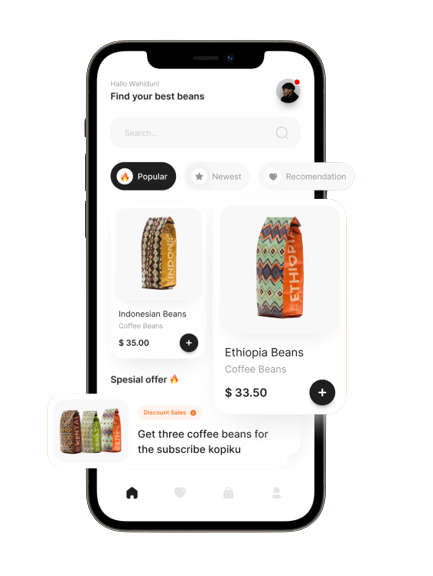 Hallo Wahidun!
Find your best beans
Search...
Popular
Newest
Recomendation
INDONE
ETHIOPIA
Indonesian Beans
Coffee Beans
$ 35.00
Ethiopia Beans
Coffee Beans
$ 33.50
Spesial offer
Discount Sales
Get three coffee beans for
the subscribe kopiku